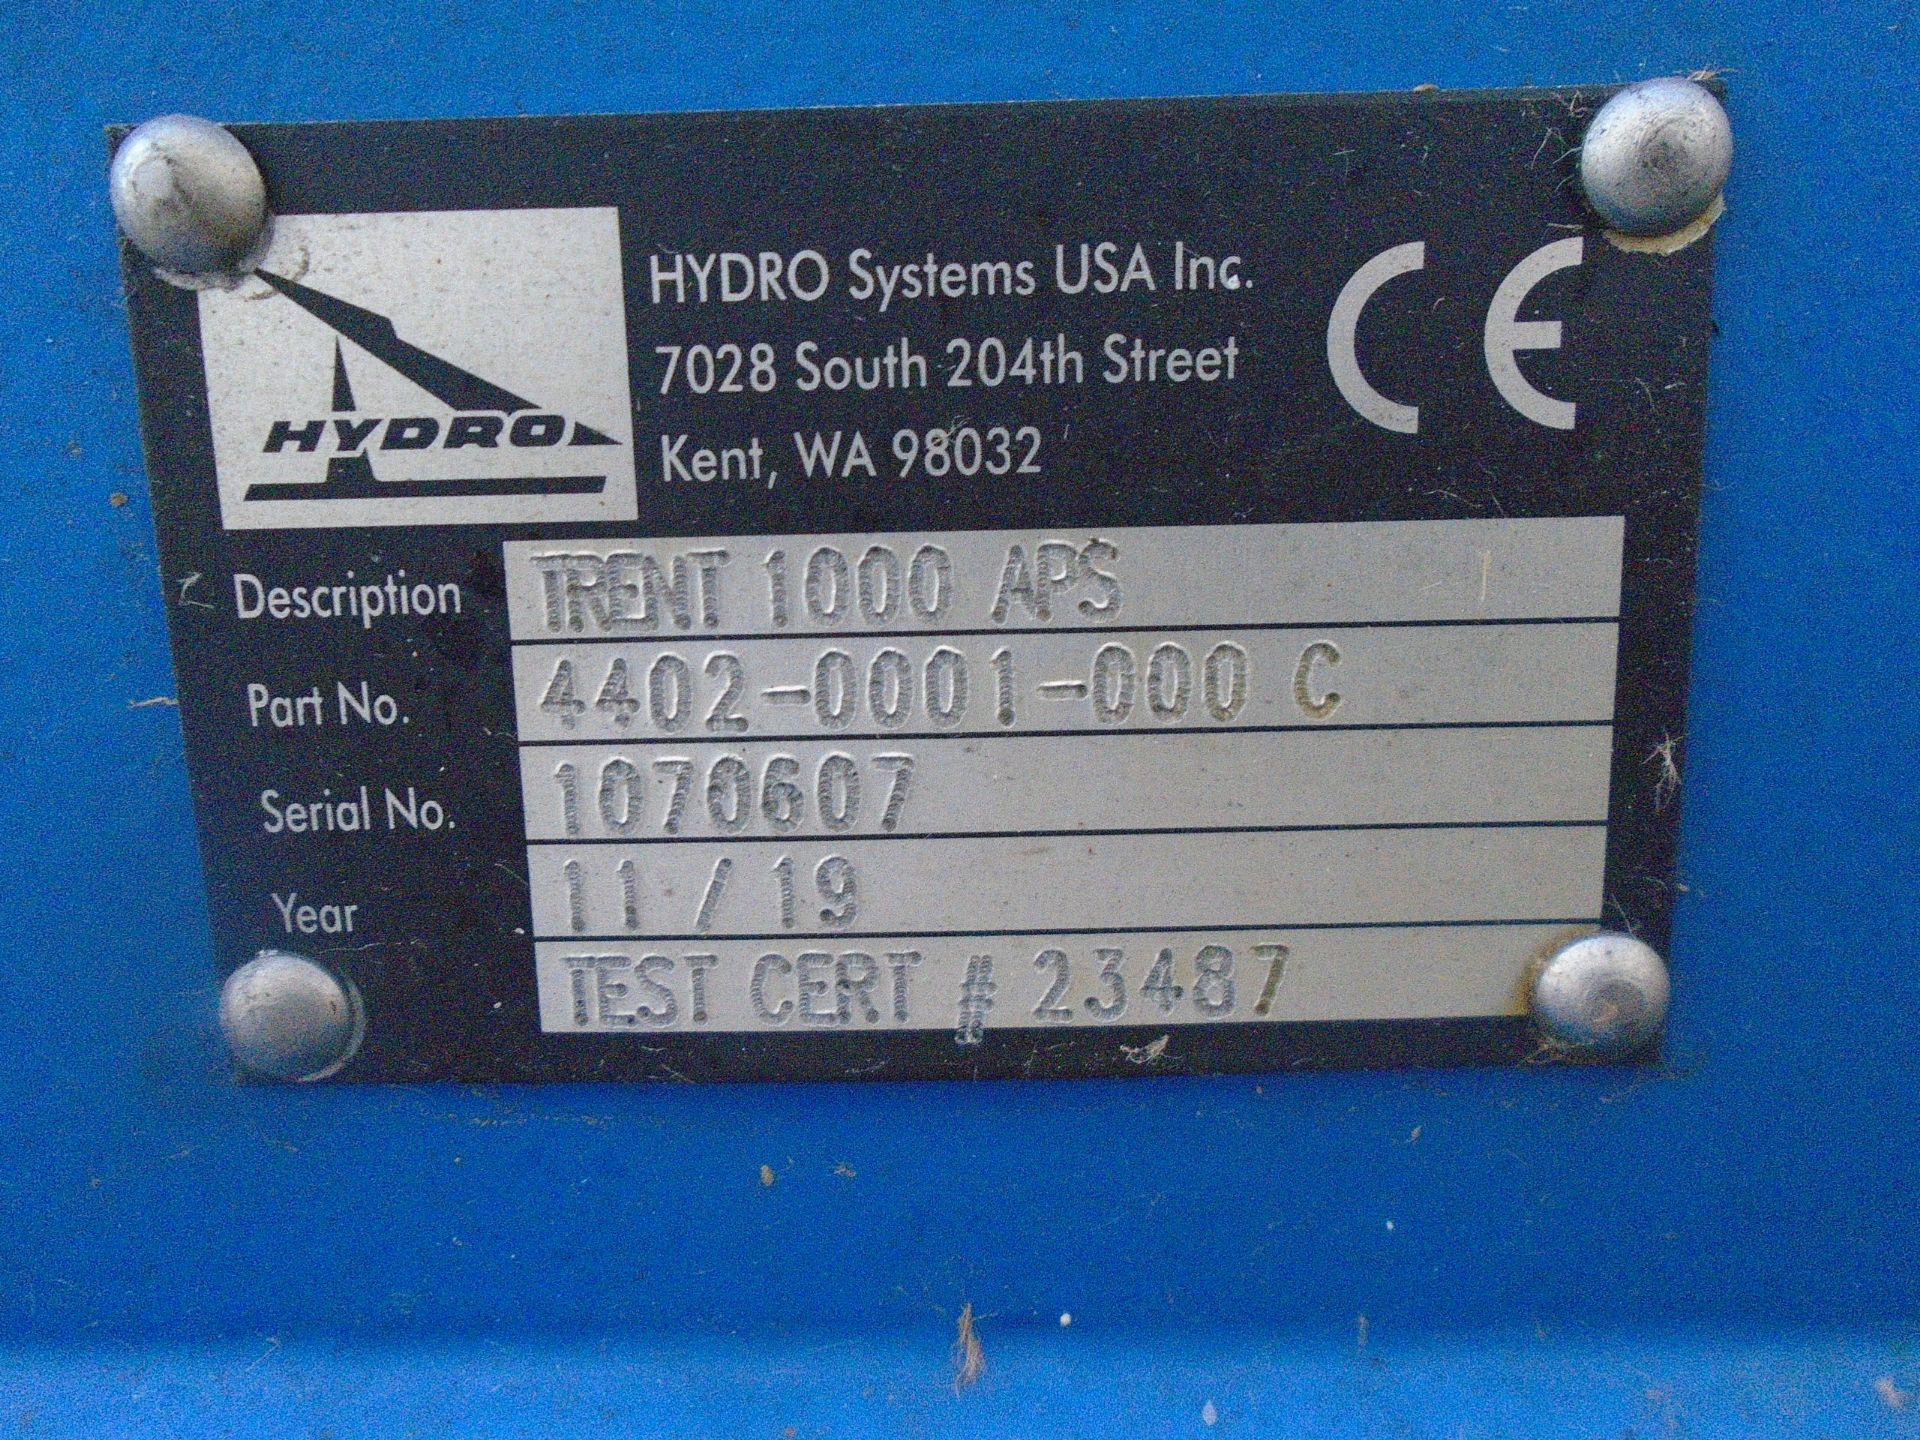 HYDRO
HYDRO Systems USA Inc.
7028 South 204th Street
Kent, WA 98032
CE
Description TRENT 1000 APS
Part No. 4402-0001-000 C
Serial No. 1070607
Year 11/19
TEST CERT # 23487